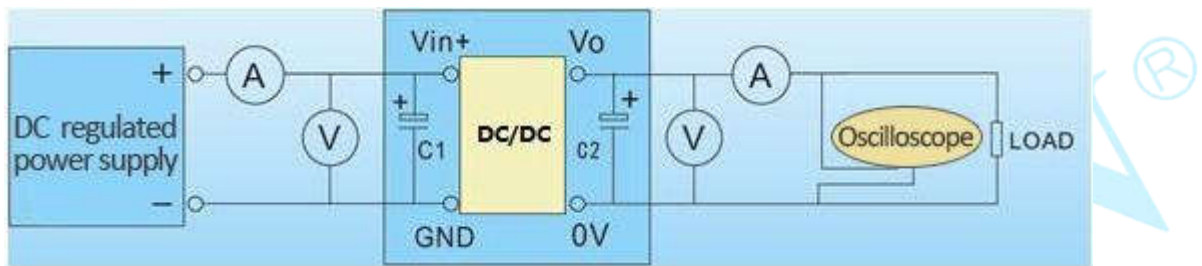 Vin+
Vo
+
A
A
+
+
DC regulated
power supply
V
C1
DC/DC
C2
V
Oscilloscope
LOAD
−
GND
0V
V®